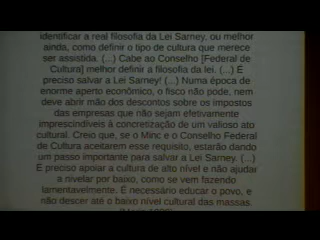 identificar a real filosofia da Lei Sarney, ou melhor
ainda, como definir o tipo de cultura que merece
ser assistida. (...) Cabe ao Conselho [Federal de
Cultura] melhor definir a filosofia da lei. (...) É
preciso salvar a Lei Sarney! (...) Numa época de
enorme aperto econômico, o fisco não pode, nem
deve abrir mão dos descontos sobre os impostos
das empresas que não sejam efetivamente
imprescindíveis à concretização de um valioso ato
cultural. Creio que, se o Minc e o Conselho Federal
de Cultura aceitarem esse requisito, estarão dando
um passo importante para salvar a Lei Sarney. (...)
É preciso apoiar a cultura de alto nível e não ajudar
a nivelar por baixo, como se vem fazendo
lamentavelmente. É necessário educar o povo, e
não descer até o baixo nível cultural das massas.